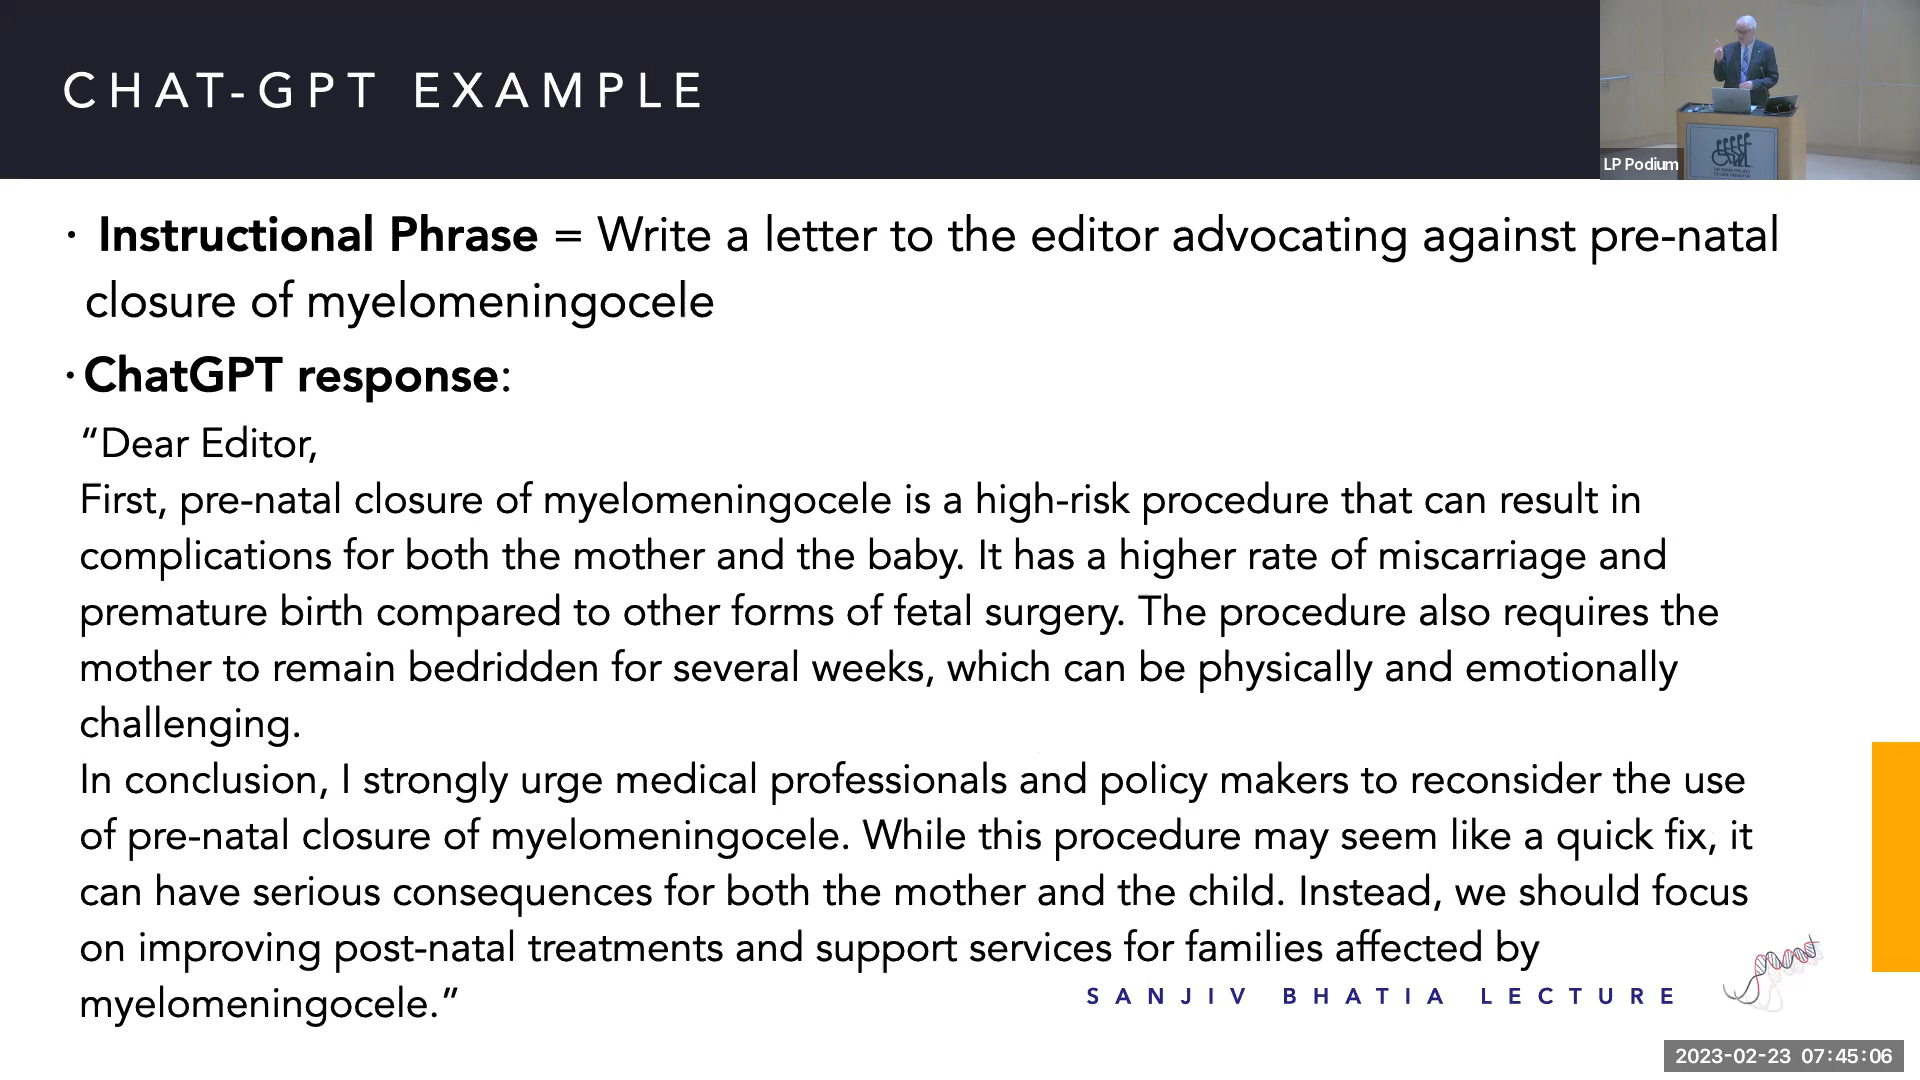 CHAT-GPT EXAMPLE
LP Podium
· Instructional Phrase = Write a letter to the editor advocating against pre-natal
closure of myelomeningocele
· ChatGPT response:
“Dear Editor,
First, pre-natal closure of myelomeningocele is a high-risk procedure that can result in
complications for both the mother and the baby. It has a higher rate of miscarriage and
premature birth compared to other forms of fetal surgery. The procedure also requires the
mother to remain bedridden for several weeks, which can be physically and emotionally
challenging.
In conclusion, I strongly urge medical professionals and policy makers to reconsider the use
of pre-natal closure of myelomeningocele. While this procedure may seem like a quick fix, it
can have serious consequences for both the mother and the child. Instead, we should focus
on improving post-natal treatments and support services for families affected by
myelomeningocele.”
SANJIV BHATIA LECTURE
2023-02-23 07:45:06